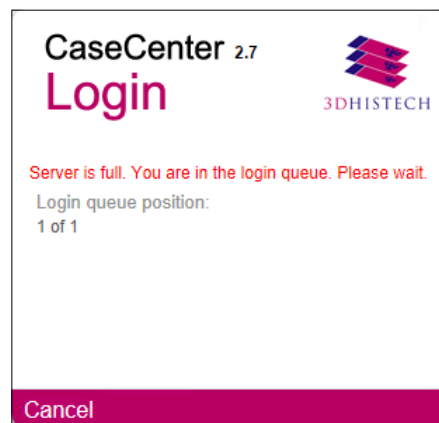 CaseCenter 2.7
Login
3DHISTECH
Server is full. You are in the login queue. Please wait.
Login queue position:
1 of 1
Cancel